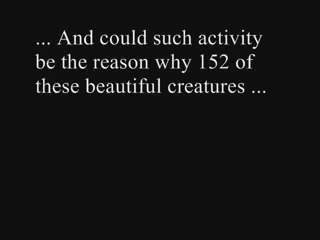 ... And could such activity
be the reason why 152 of
these beautiful creatures ...